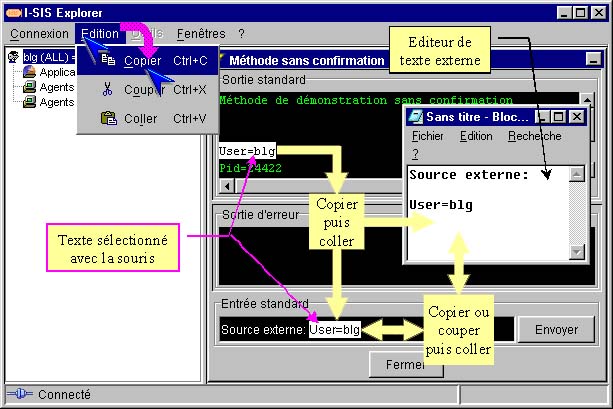 I-SIS Explorer
Connexion Edition Outils Fenêtres ?
blg (ALL) =
Applica
Agents
Agents
Copier Ctrl+C
Couper Ctrl+X
Coller Ctrl+V
Editeur de
texte externe
Méthode sans confirmation
Sortie standard
Méthode de démonstration sans confirmation
User=blg
Pid=24422
Sans titre - Bloc...
Fichier Edition Recherche
?
Source externe:
User=blg
Copier
puis
coller
Texte sélectionné
avec la souris
Sortie d'erreur
Entrée standard
Source externe: User=blg
Copier ou
couper
puis coller
Envoyer
Fermer
Connecté